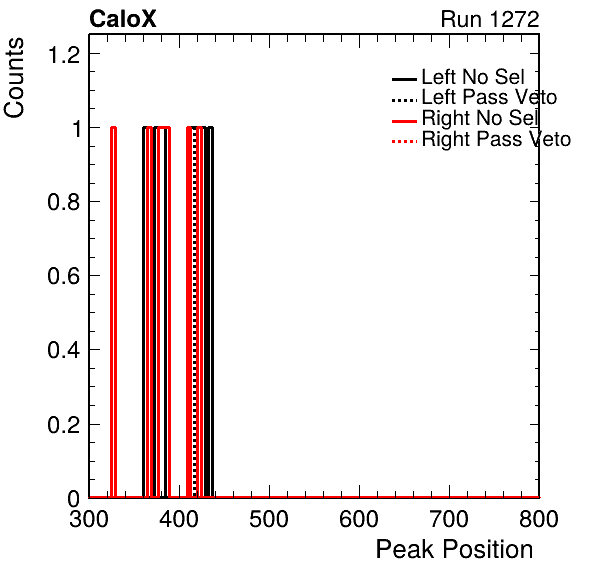 CaloX Run 1272
Counts
1.2
1
0.8
0.6
0.4
0.2
0
Left No Sel
Left Pass Veto
Right No Sel
Right Pass Veto
300 400 500 600 700 800
Peak Position